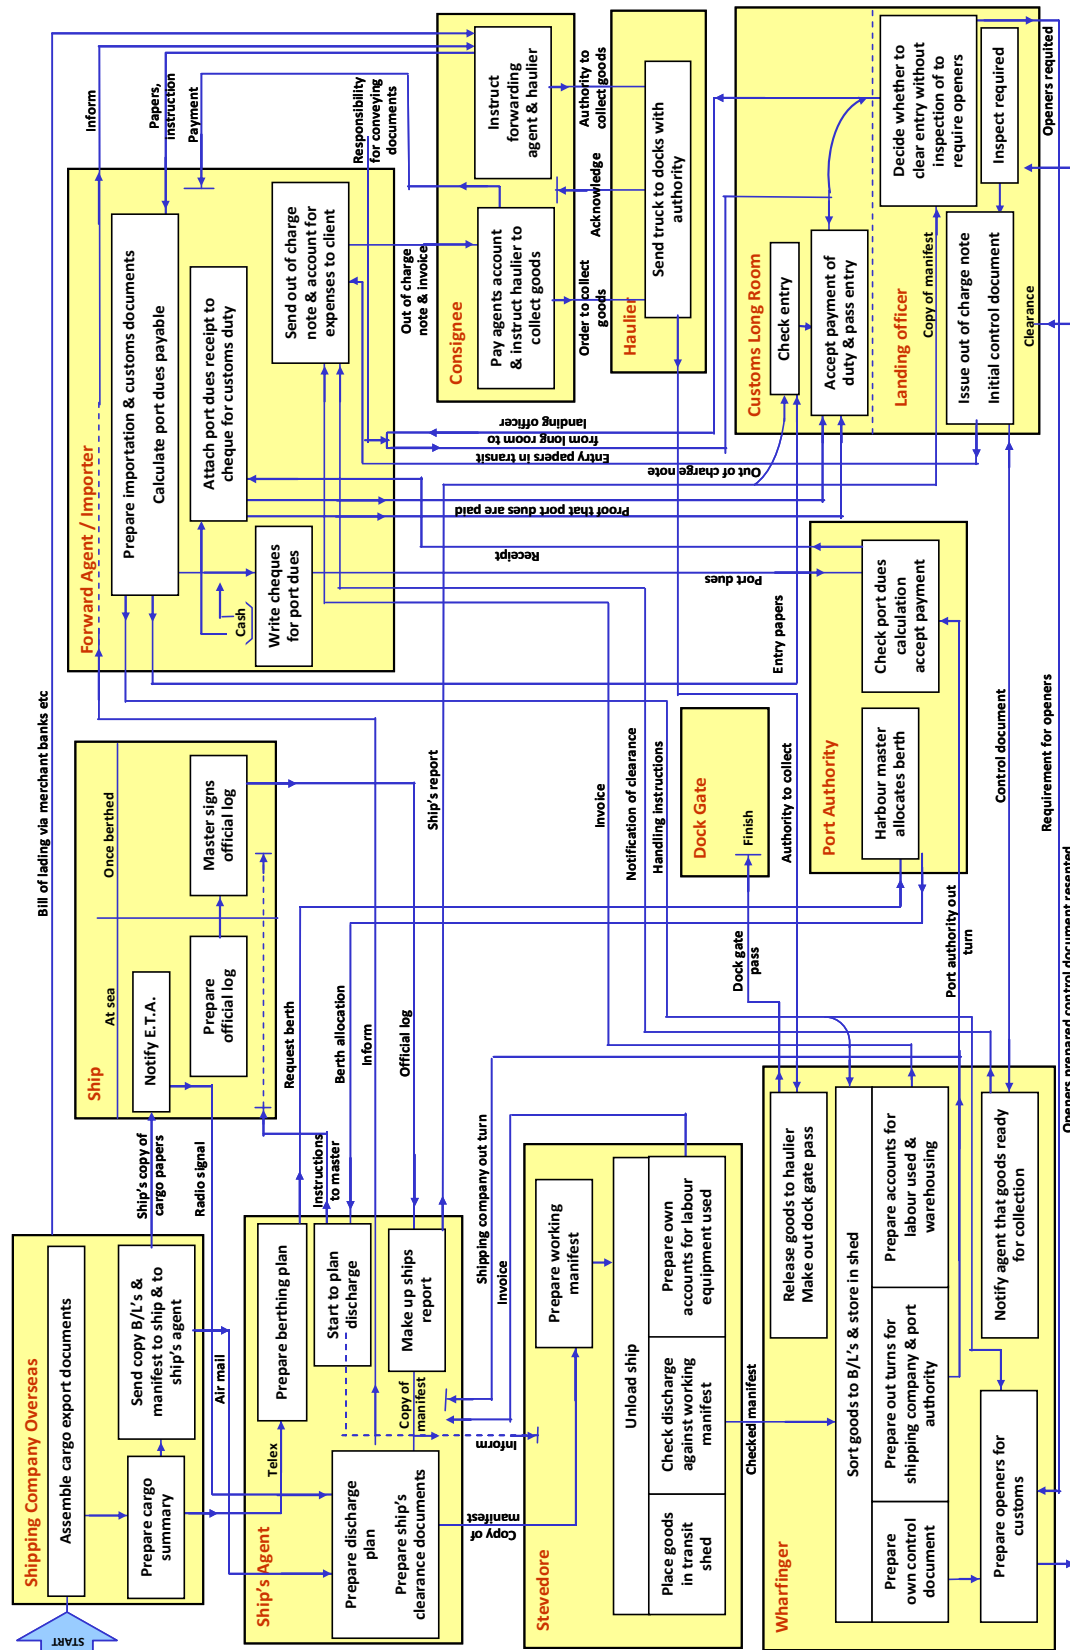 START
Shipping Company Overseas
Assemble cargo export documents
Prepare cargo
summary
Send copy B/L's &
manifest to ship & to
ship's agent
Bill of lading via merchant banks etc
Ship's copy of
cargo papers
Radio signal
Air mail
Telex
Ship
At sea
Once berthed
Notify E.T.A.
Prepare
official log
Master signs
official log
Request berth
Instructions
to master
Berth allocation
Inform
Official log
Ship's report
Ship's Agent
Prepare berthing plan
Start to plan
discharge
Make up ships
report
Copy of
manifest
Prepare discharge
plan
Prepare ship's
clearance documents
Inform
Copy of
manifest
Shipping company out turn
Invoice
Forward Agent / Importer
Prepare importation & customs documents
Calculate port dues payable
Attach port dues receipt to
cheque for customs duty
Cash
Write cheques
for port dues
Send out of charge
note & account for
expenses to client
Inform
Papers,
instruction
Payment
Responsibility
for conveying
documents
Out of charge
note & invoice
Consignee
Instruct
forwarding
agent & haulier
Pay agents account
& instruct haulier to
collect goods
Authority to
collect goods
Acknowledge
Order to collect
goods
Haulier
Send truck to docks with
authority
Entry papers in transit
from long room to
landing officer
Out of charge note
Proof that port dues are paid
Receipt
Port dues
Entry papers
Customs Long Room
Check entry
Accept payment of
duty & pass entry
Landing officer
Decide whether to
clear entry without
inspection of to
require openers
Inspect required
Issue out of charge note
Initial control document
Copy of manifest
Clearance
Openers requited
Stevedore
Prepare working
manifest
Unload ship
Place goods
in transit
shed
Check discharge
against working
manifest
Prepare own
accounts for labour
equipment used
Checked manifest
Invoice
Notification of clearance
Handling instructions
Dock Gate
Finish
Dock gate
pass
Authority to collect
Port Authority
Harbour master
allocates berth
Check port dues
calculation
accept payment
Port authority out
turn
Control document
Requirement for openers
Openers prepared control document resented
Wharfinger
Release goods to haulier
Make out dock gate pass
Sort goods to B/L's & store in shed
Prepare
own control
document
Prepare out turns for
shipping company & port
authority
Prepare accounts for
labour used &
warehousing
Prepare openers for
customs
Notify agent that goods ready
for collection